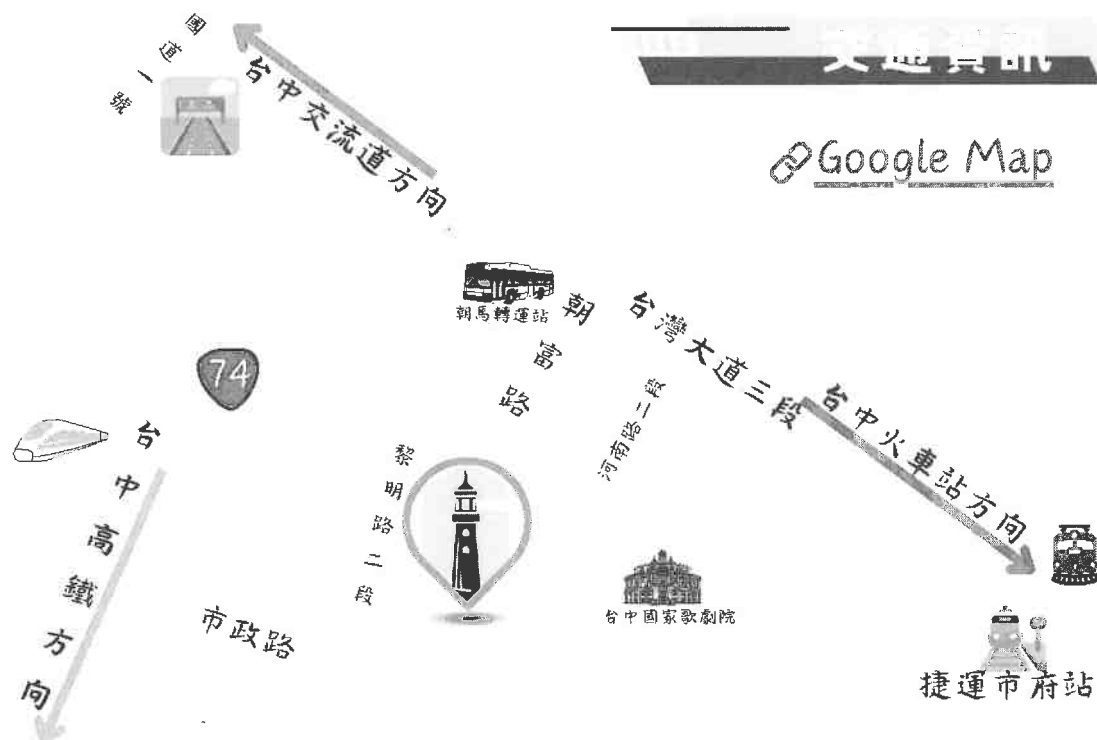 交通資訊
Google Map
國道一號
台中交流道方向
朝馬轉運站
朝富路
台灣大道三段
74
河南路二段
台中火車站方向
台中高鐵方向
黎明路二段
市政路
台中國家歌劇院
捷運市府站